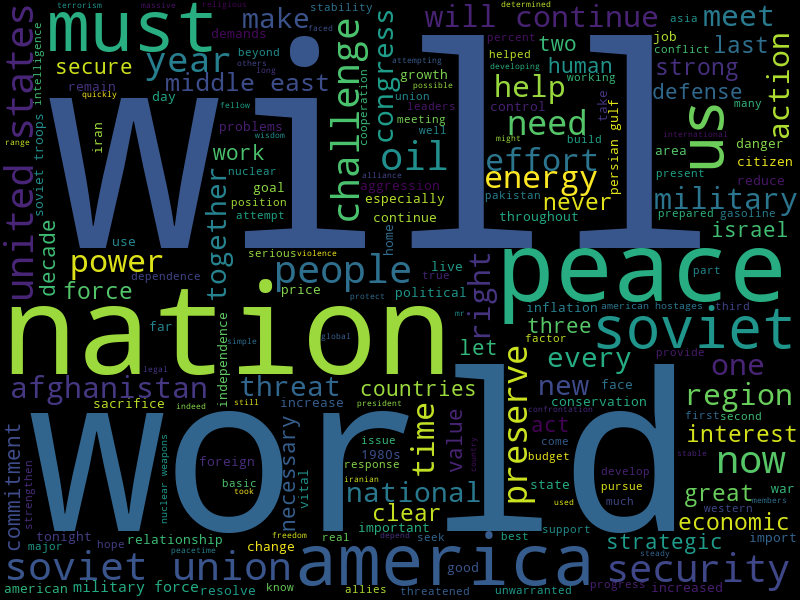 terrorism massive religious determined
must make stability will continue meet
faced asia
demands two job last action
year beyond conflict
secure others growth percent helped human strong
remain middle east long attempting possible developing working
quickly day union help defense
fellow cooperation leaders control take many
states intelligence challenge congress us
range problems meeting need build danger
soviet troops iran wisdom well might international
work oil effort area citizen
nuclear alliance energy present reduce
goal aggression pakistan persian gulf
position especially never military
attempt continue throughout prepared gasoline
united decade together will israel
use home serious violence
power dependence people live right peace part
force price true political
protect inflation american hostages third
nation far mr three soviet
independence global factor
simple let every provide
legal threat countries new face region one
afghanistan conservation
sacrifice indeed still increase president confrontation first second
act
commitment necessary issue time value preserve come interest
1980s stable
strengthen nuclear weapons foreign response country budget now
basic iranian state develop war
took vital national pursue great western
much members
world clear used economic
tonight freedom important support
major hope relationship change real depend seek best strategic import
peacetime steady
soviet union america good security
american military force resolve know allies threatened unwarranted progress increased